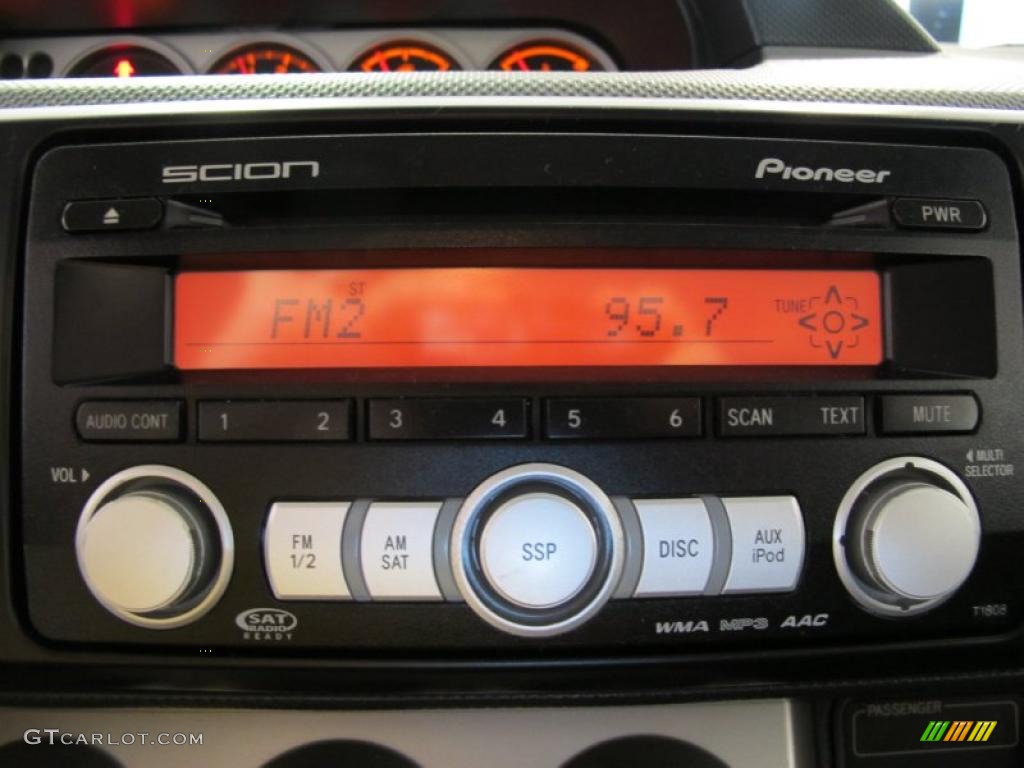 SCION
Pioneer
PWR
ST
FM2 95.7 TUNE
AUDIO CONT 1 2 3 4 5 6 SCAN TEXT MUTE
VOL
MULTI
SELECTOR
FM
1/2
AM
SAT
SSP
DISC
AUX
iPod
SAT
RADIO
READY
WMA MP3 AAC
T1808
PASSENGER
GTCARLOT.COM